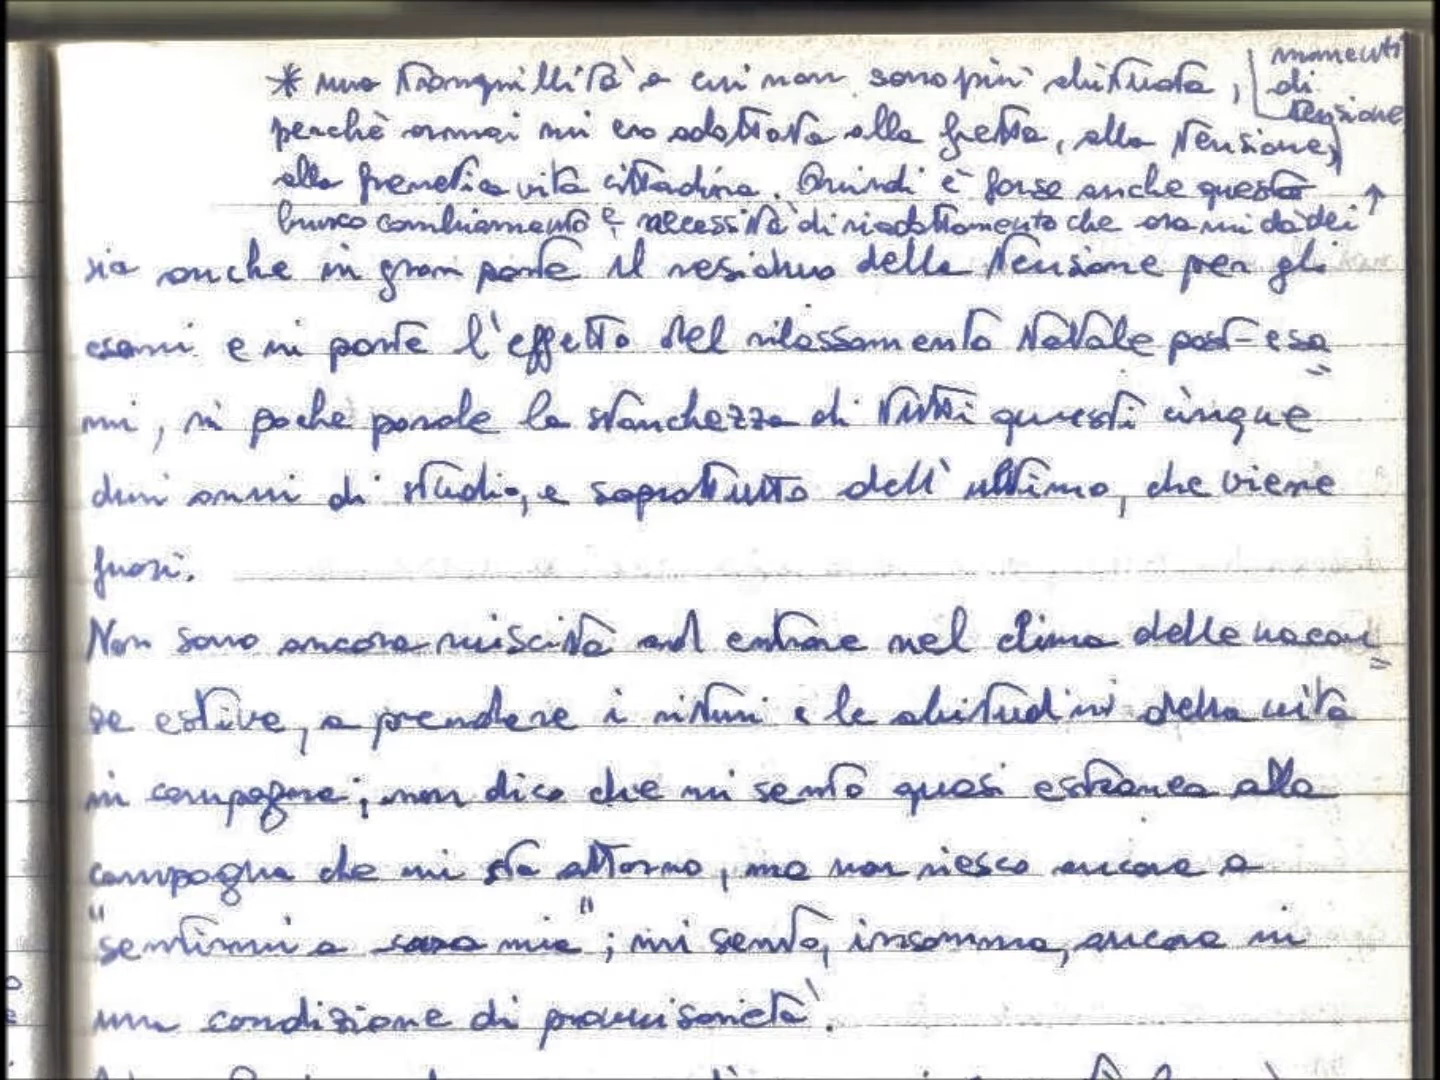 * una tranquillità a cui non sono più abituata,
perchè ormai mi ero adattata alla fretta, alla tensione,
alla frenetica vita cittadina. Quindi è forse anche questo
brusco cambiamento e necessità di riadattamento che ora mi dà dei ↑
momenti
di
tensione
sia anche in gran parte il residuo della tensione per gli
esami e in parte l'effetto del rilassamento totale post-esa
mi, in poche parole la stanchezza di tutti questi cinque
duri anni di studio, e soprattutto dell'ultimo, che viene
fuori.
Non sono ancora riuscita ad entrare nel clima delle vacan=
ze estive, a prendere i ritmi e le abitudini della vita
in campagna; non dico che mi sento quasi estranea alla
campagna che mi sta attorno, ma non riesco ancora a
"sentirmi a casa mia"; mi sento, insomma, ancora in
una condizione di provvisorietà.